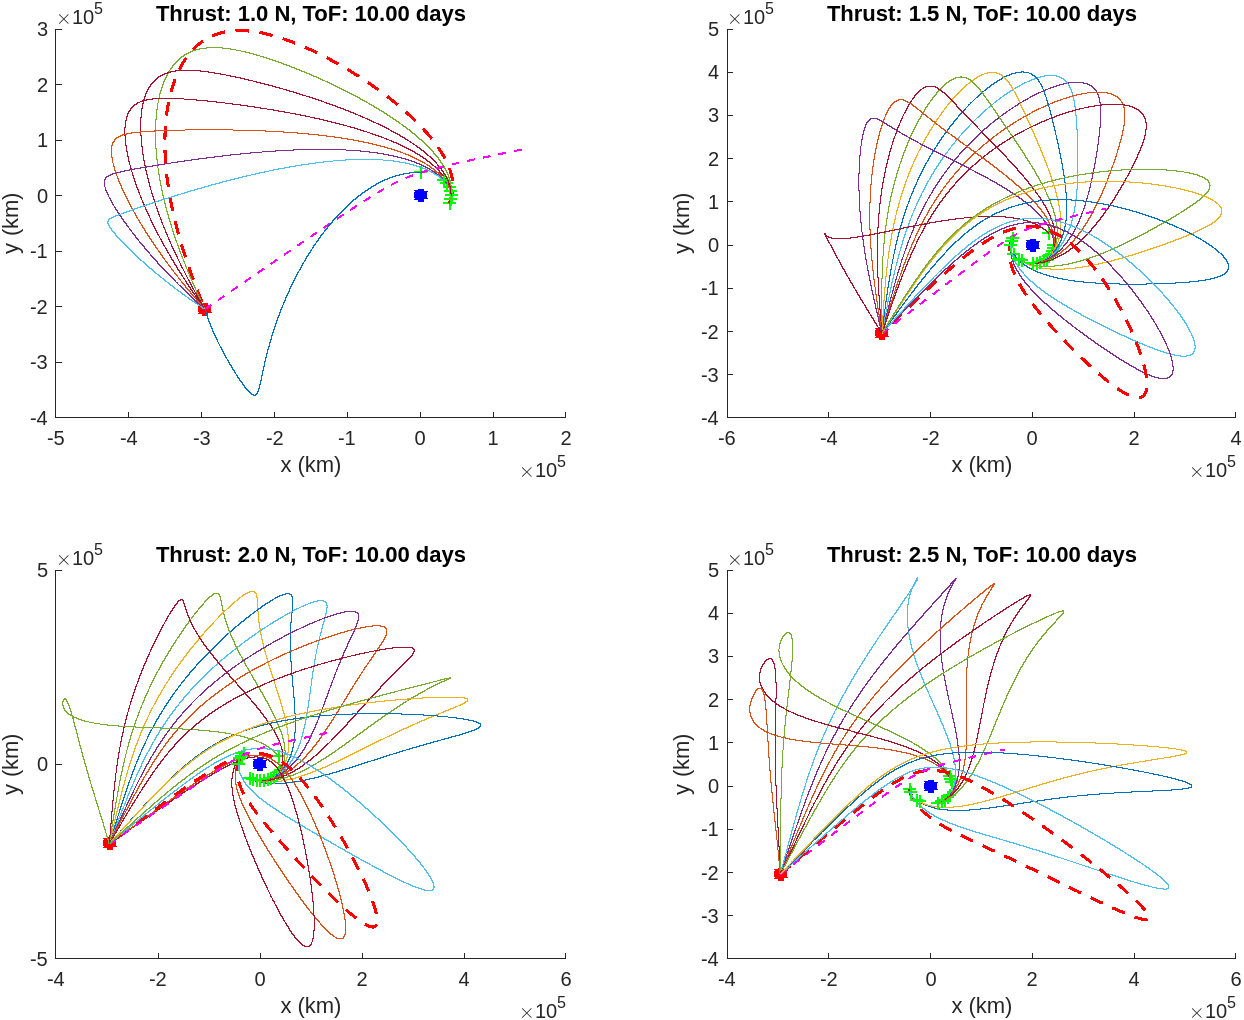 Thrust: 1.0 N, ToF: 10.00 days
×10^5
3
2
1
0
-1
-2
-3
-4
y (km)
-5 -4 -3 -2 -1 0 1 2
x (km)
×10^5
Thrust: 1.5 N, ToF: 10.00 days
×10^5
5
4
3
2
1
0
-1
-2
-3
-4
y (km)
-6 -4 -2 0 2 4
x (km)
×10^5
Thrust: 2.0 N, ToF: 10.00 days
×10^5
5
0
-5
y (km)
-4 -2 0 2 4 6
x (km)
×10^5
Thrust: 2.5 N, ToF: 10.00 days
×10^5
5
4
3
2
1
0
-1
-2
-3
-4
y (km)
-4 -2 0 2 4 6
x (km)
×10^5